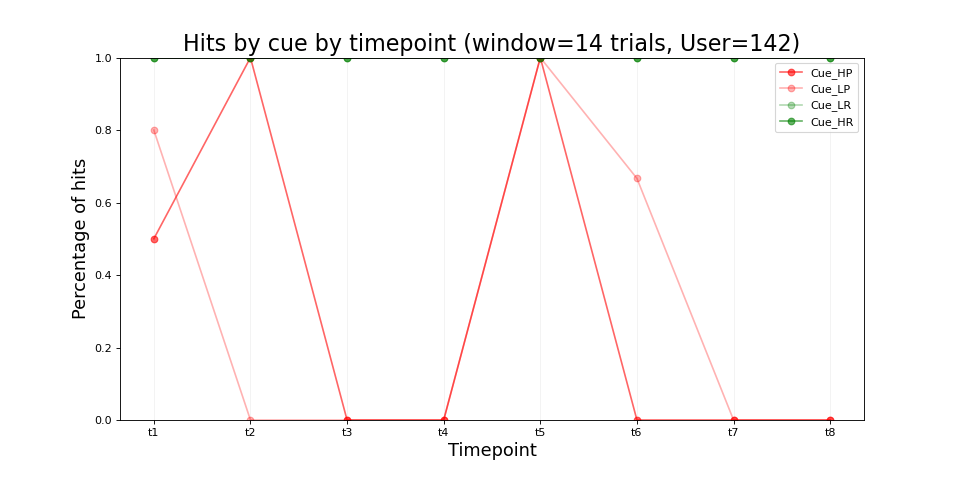 Hits by cue by timepoint (window=14 trials, User=142)
Percentage of hits
1.0
0.8
0.6
0.4
0.2
0.0
Cue_HP
Cue_LP
Cue_LR
Cue_HR
t1 t2 t3 t4 t5 t6 t7 t8
Timepoint